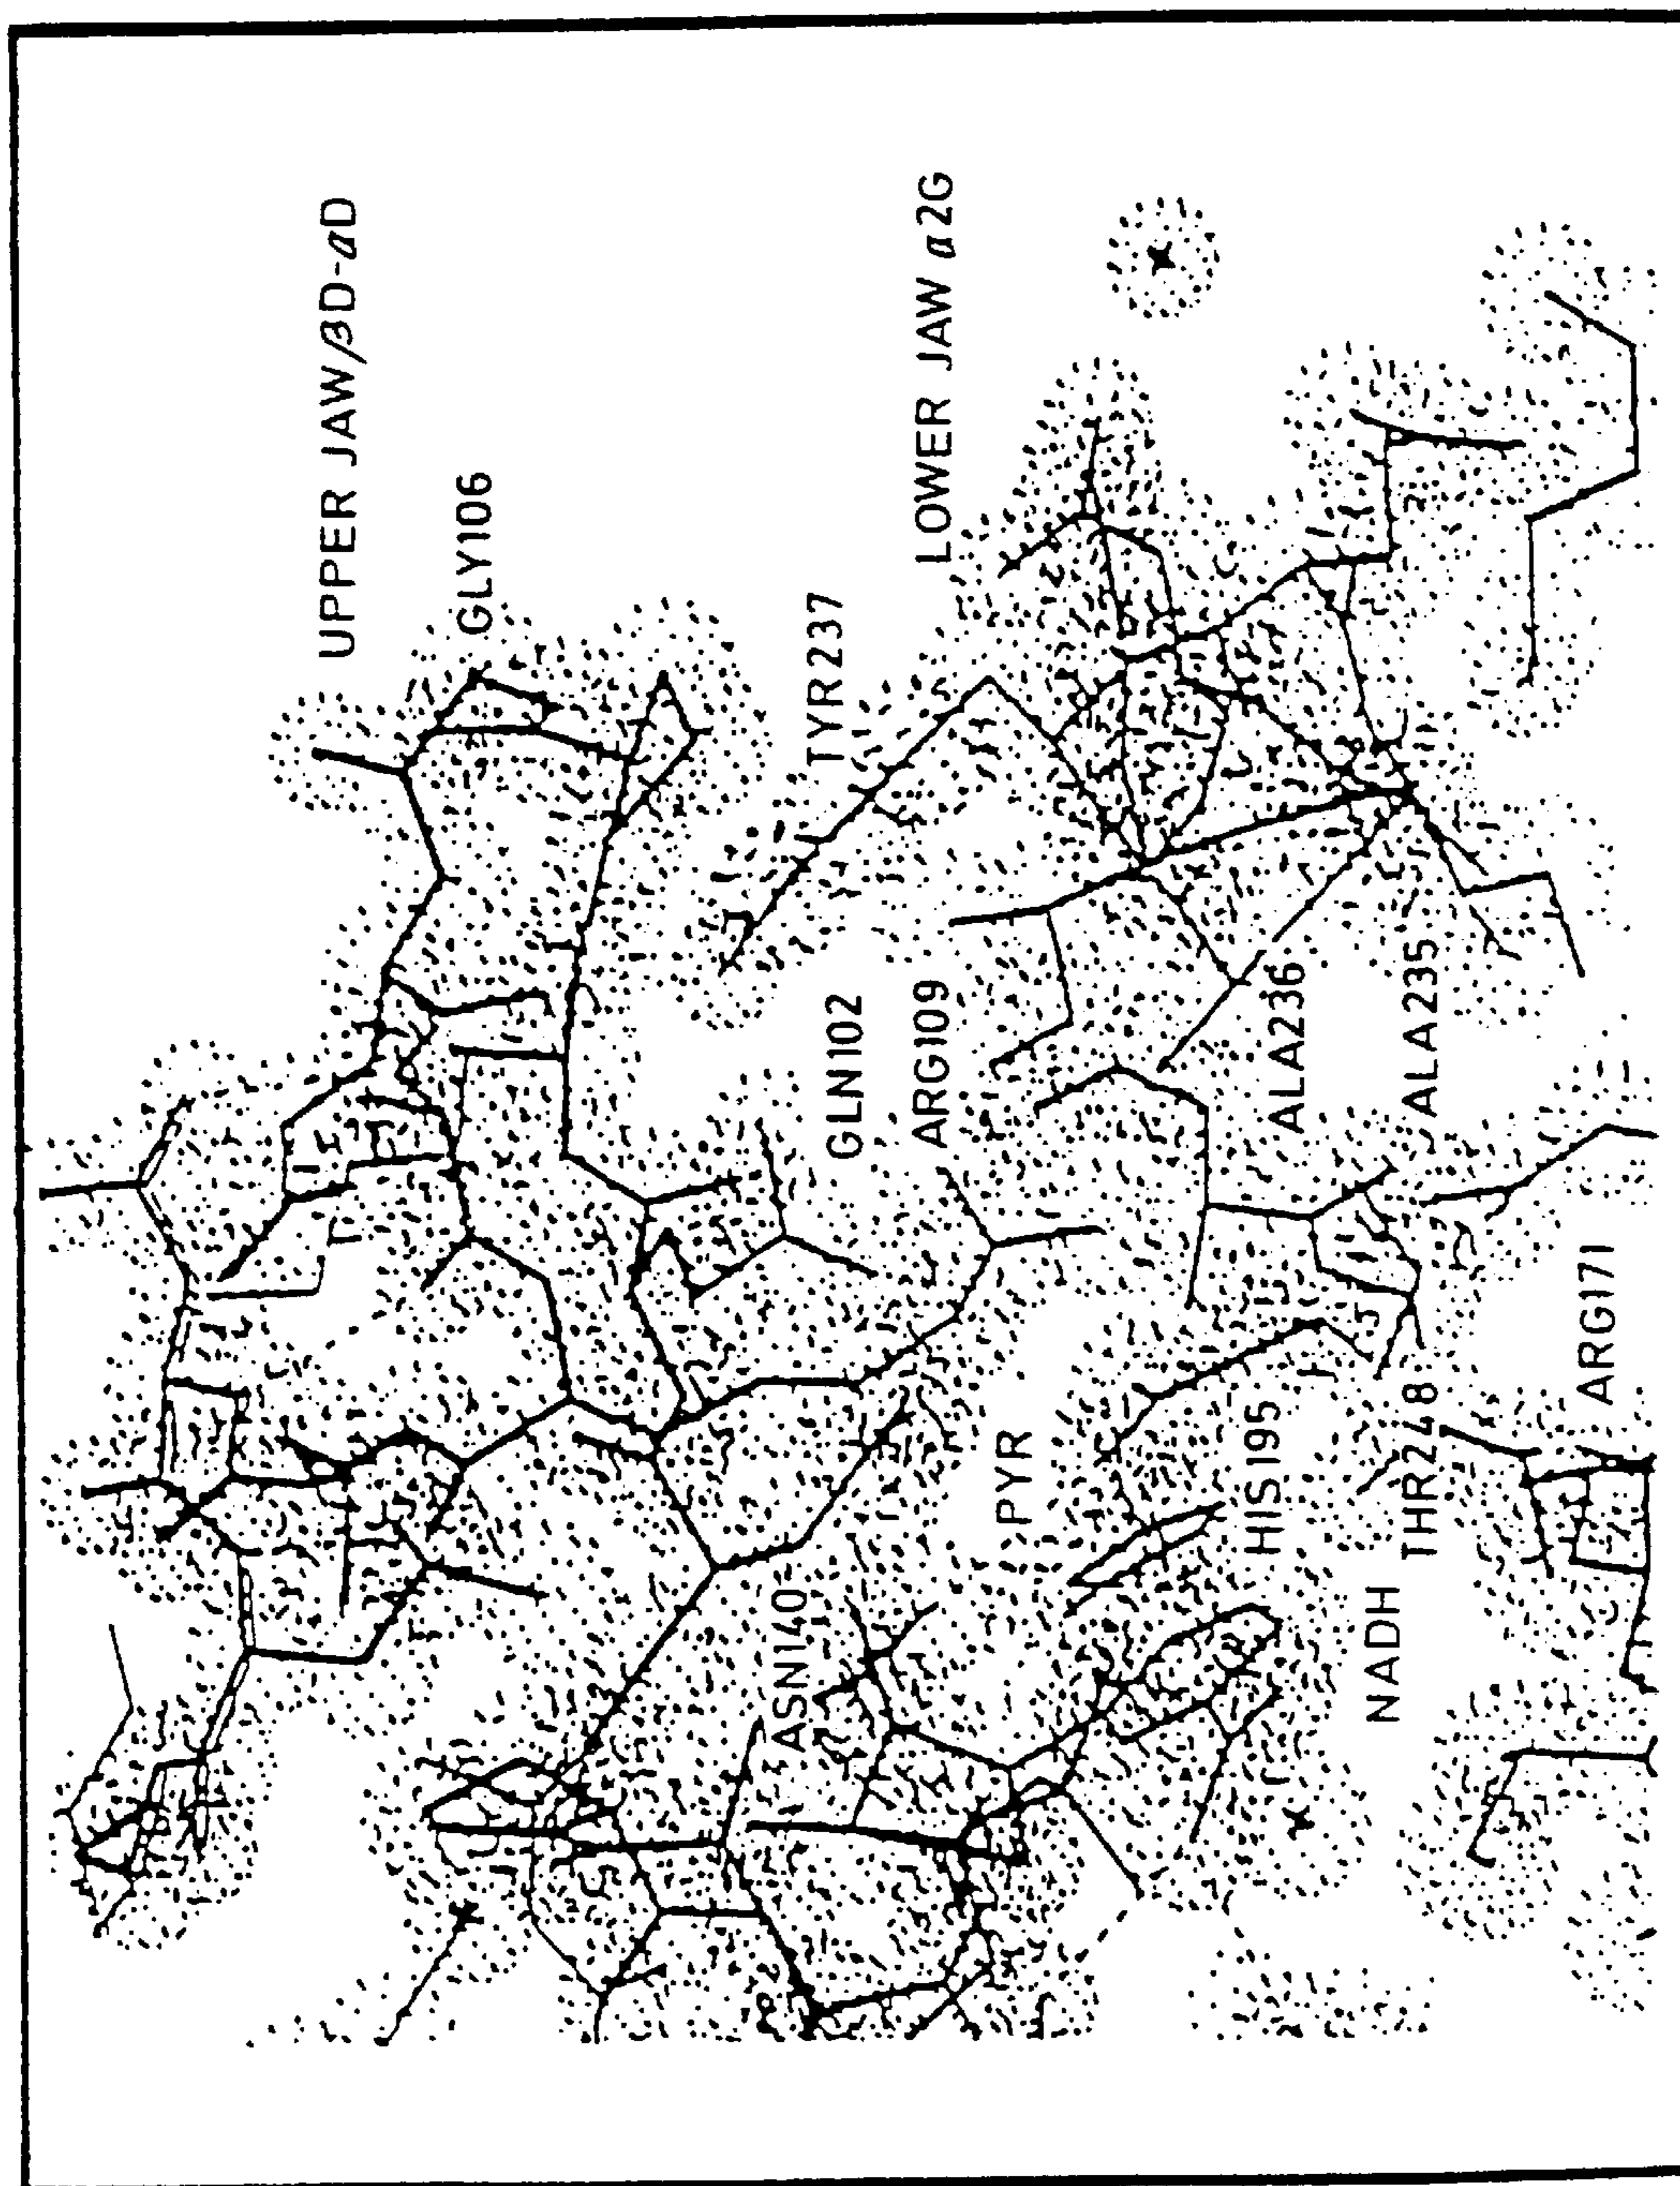 UPPER JAW βD-αD
GLY106
TYR237
LOWER JAW α2G
GLN102
ARG109
ASN140
PYR
ALA236
HIS195
ALA235
NADH
THR248
ARG171